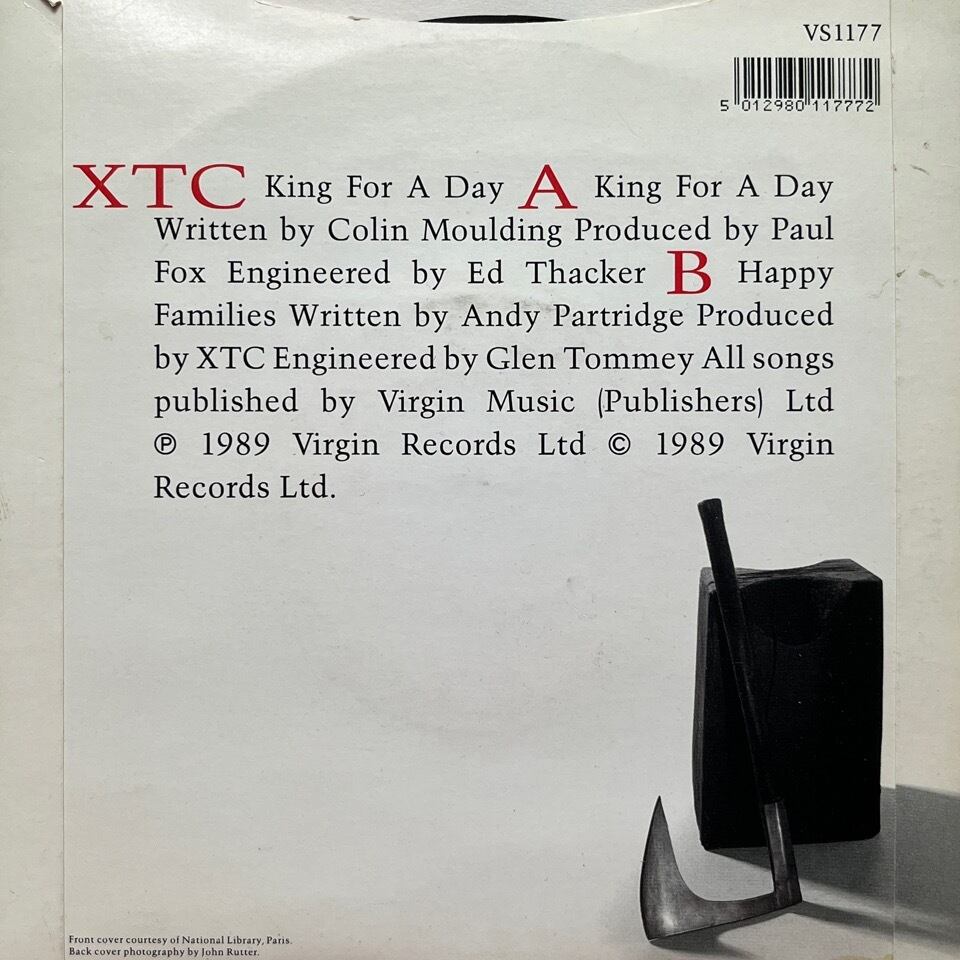 VS1177
5 012980 117772
XTC King For A Day A King For A Day
Written by Colin Moulding Produced by Paul
Fox Engineered by Ed Thacker B Happy
Families Written by Andy Partridge Produced
by XTC Engineered by Glen Tommey All songs
published by Virgin Music (Publishers) Ltd
℗ 1989 Virgin Records Ltd © 1989 Virgin
Records Ltd.
Front cover courtesy of National Library, Paris.
Back cover photography by John Rutter.